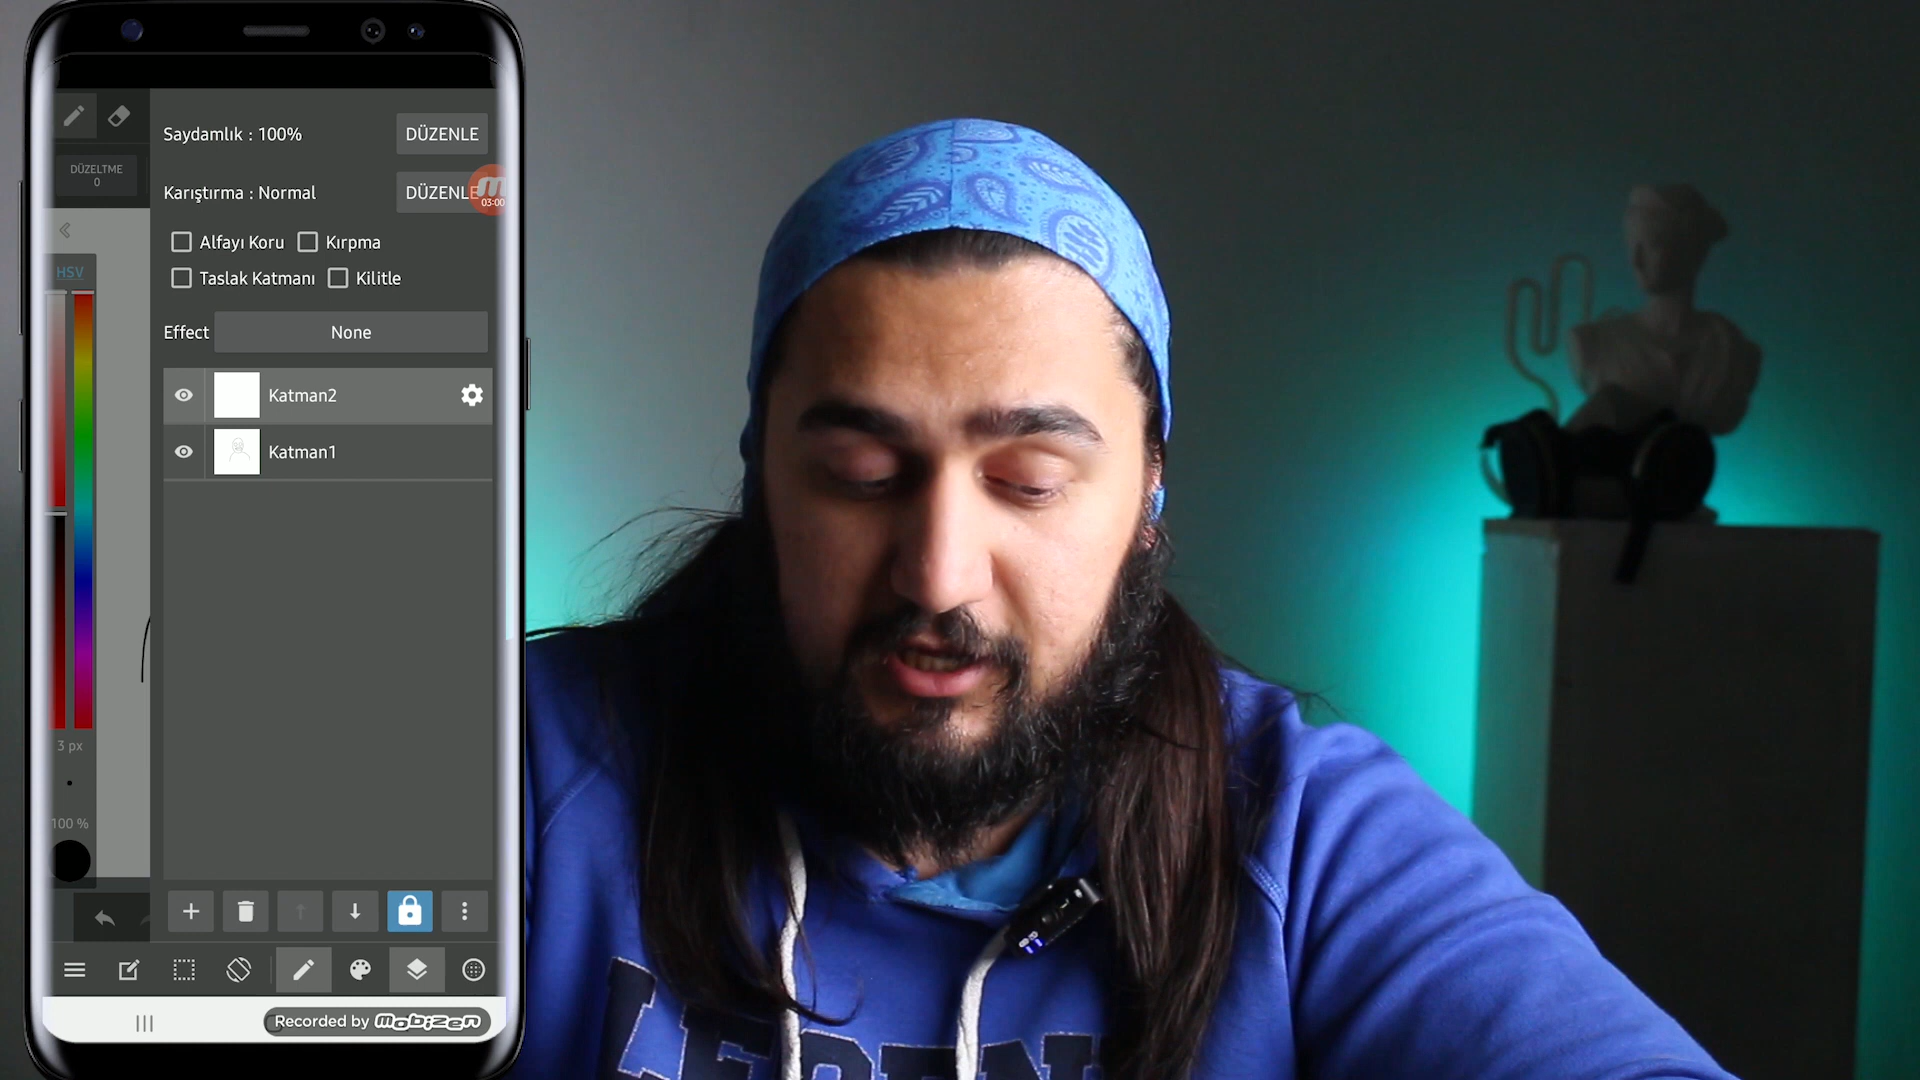 Saydamlık : 100%
DÜZENLE
DÜZELTME
0
Karıştırma : Normal
DÜZENLE
03:00
Alfayı Koru
Kırpma
HSV
Taslak Katmanı
Kilitle
Effect
None
Katman2
Katman1
3 px
100 %
Recorded by Mobizen